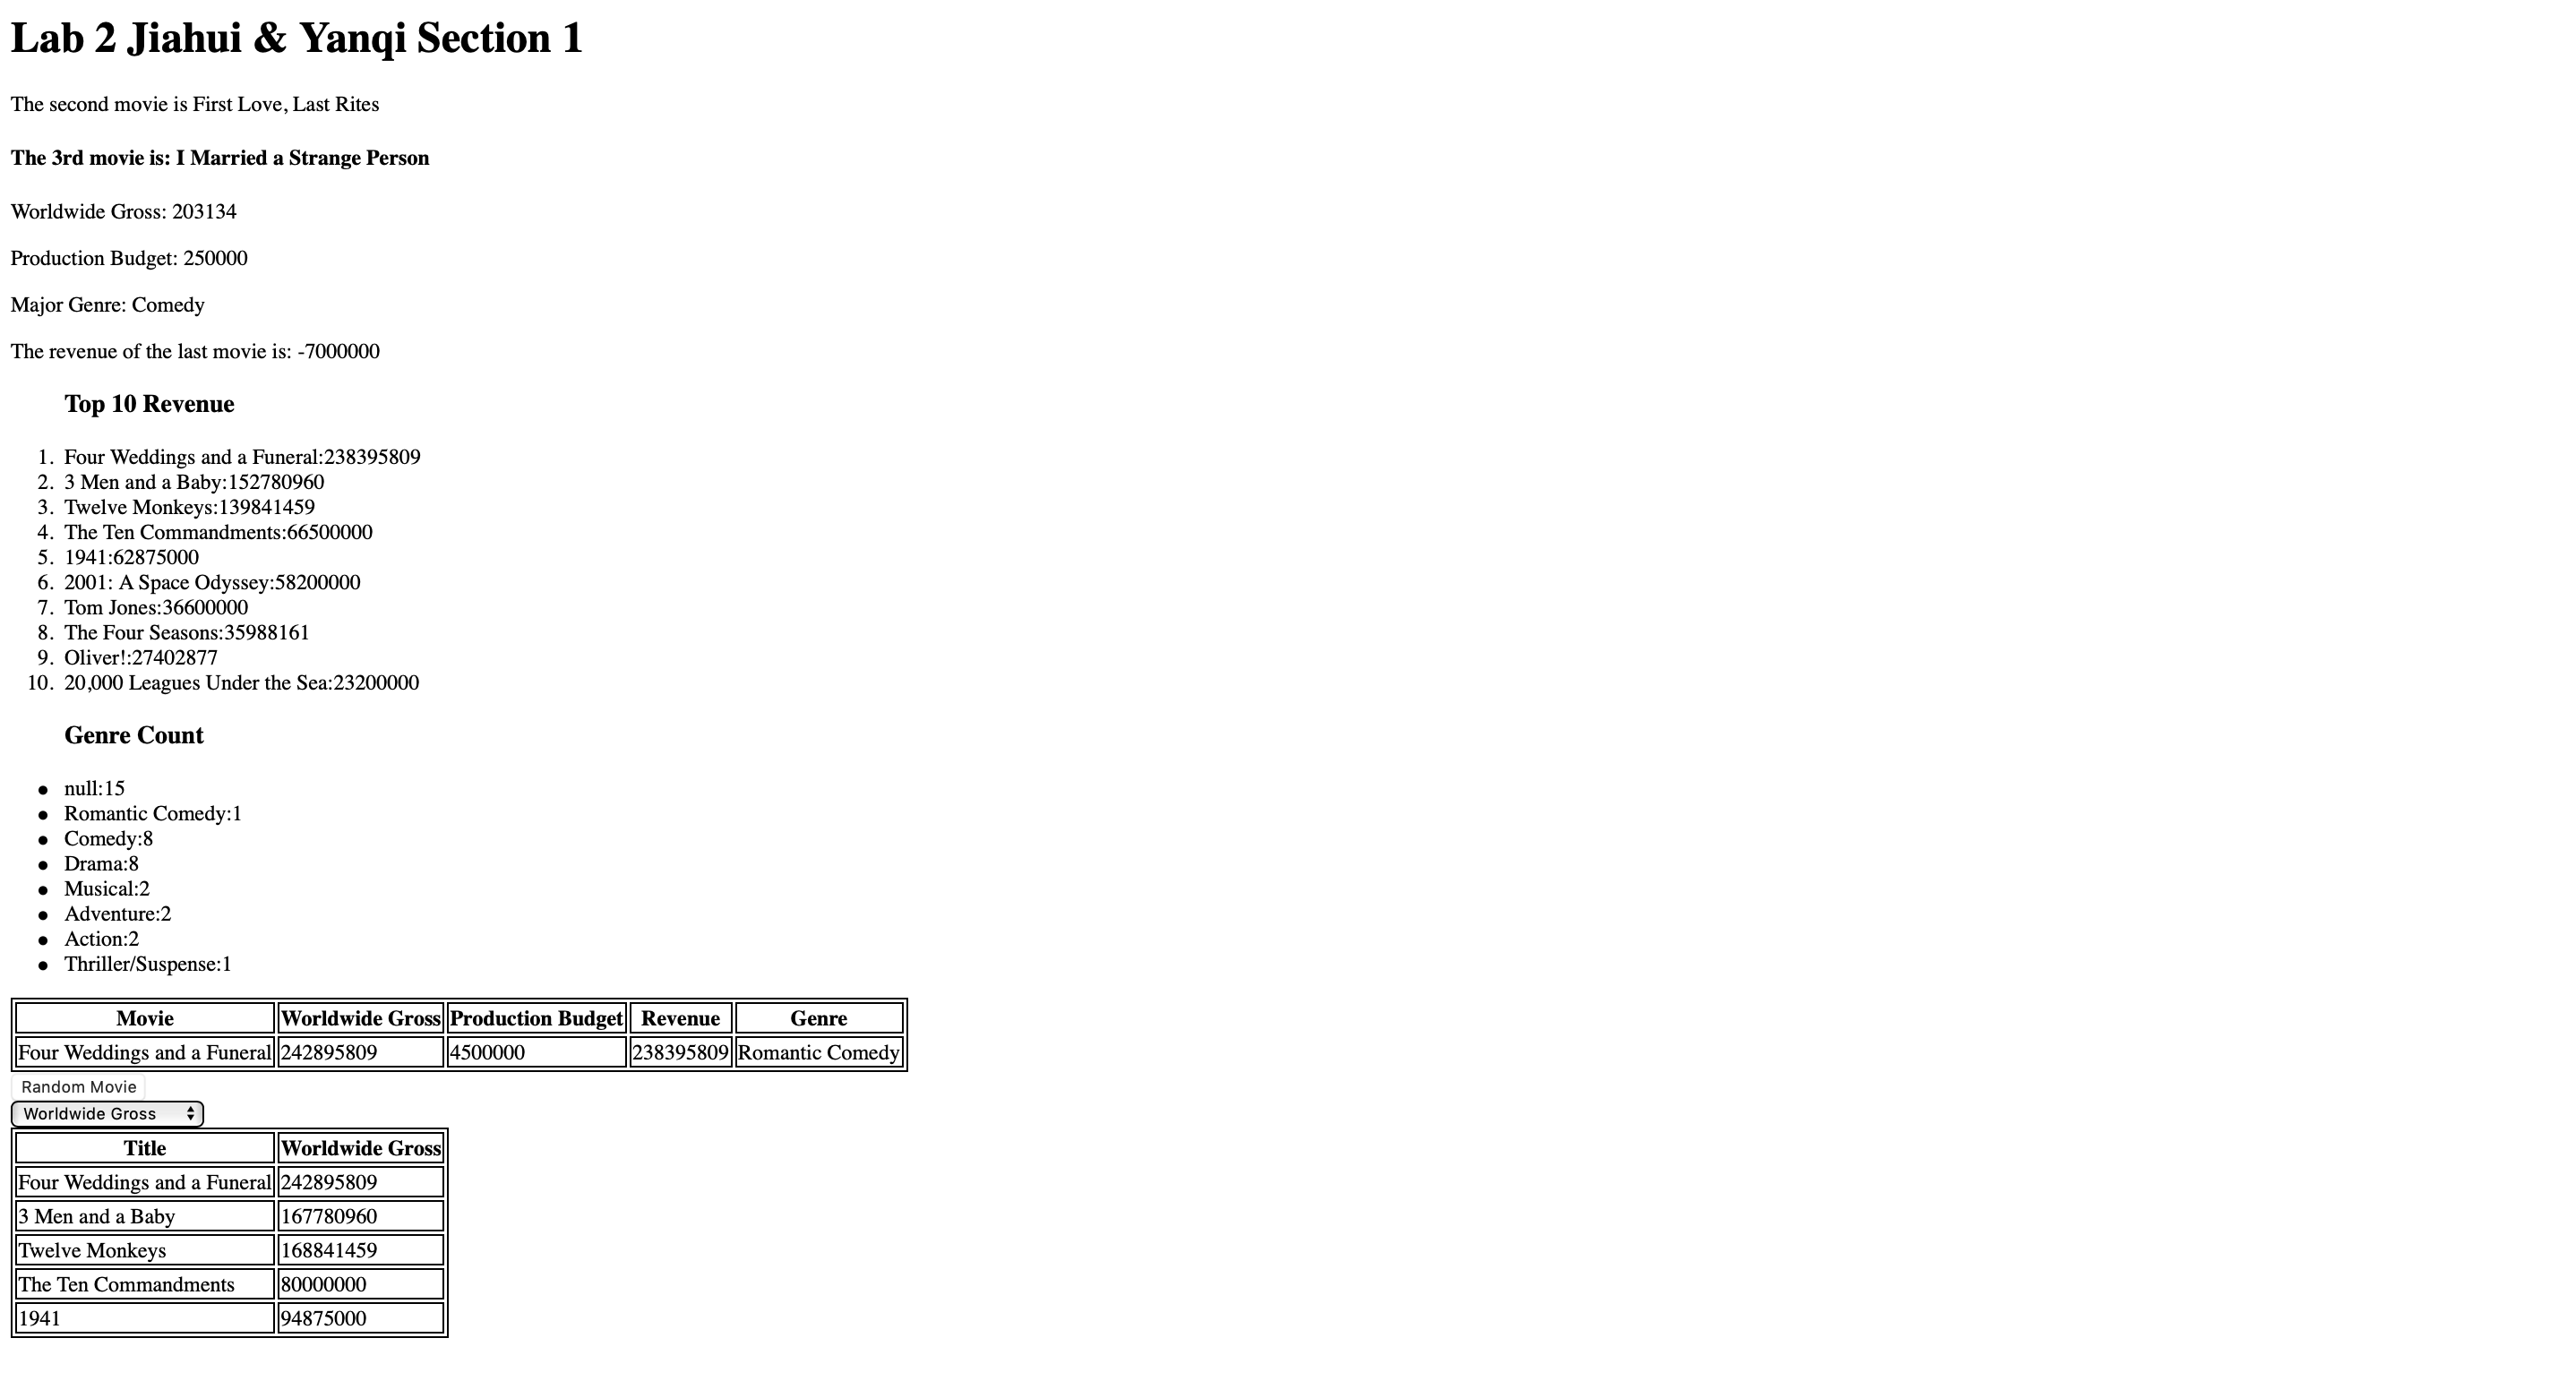 Lab 2 Jiahui & Yanqi Section 1
The second movie is First Love, Last Rites
The 3rd movie is: I Married a Strange Person
Worldwide Gross: 203134
Production Budget: 250000
Major Genre: Comedy
The revenue of the last movie is: -7000000
Top 10 Revenue
1. Four Weddings and a Funeral:238395809
2. 3 Men and a Baby:152780960
3. Twelve Monkeys:139841459
4. The Ten Commandments:66500000
5. 1941:62875000
6. 2001: A Space Odyssey:58200000
7. Tom Jones:36600000
8. The Four Seasons:35988161
9. Oliver!:27402877
10. 20,000 Leagues Under the Sea:23200000
Genre Count
• null:15
• Romantic Comedy:1
• Comedy:8
• Drama:8
• Musical:2
• Adventure:2
• Action:2
• Thriller/Suspense:1
Movie Worldwide Gross Production Budget Revenue Genre
Four Weddings and a Funeral 242895809 4500000 238395809 Romantic Comedy
Random Movie
Worldwide Gross
Title Worldwide Gross
Four Weddings and a Funeral 242895809
3 Men and a Baby 167780960
Twelve Monkeys 168841459
The Ten Commandments 80000000
1941 94875000